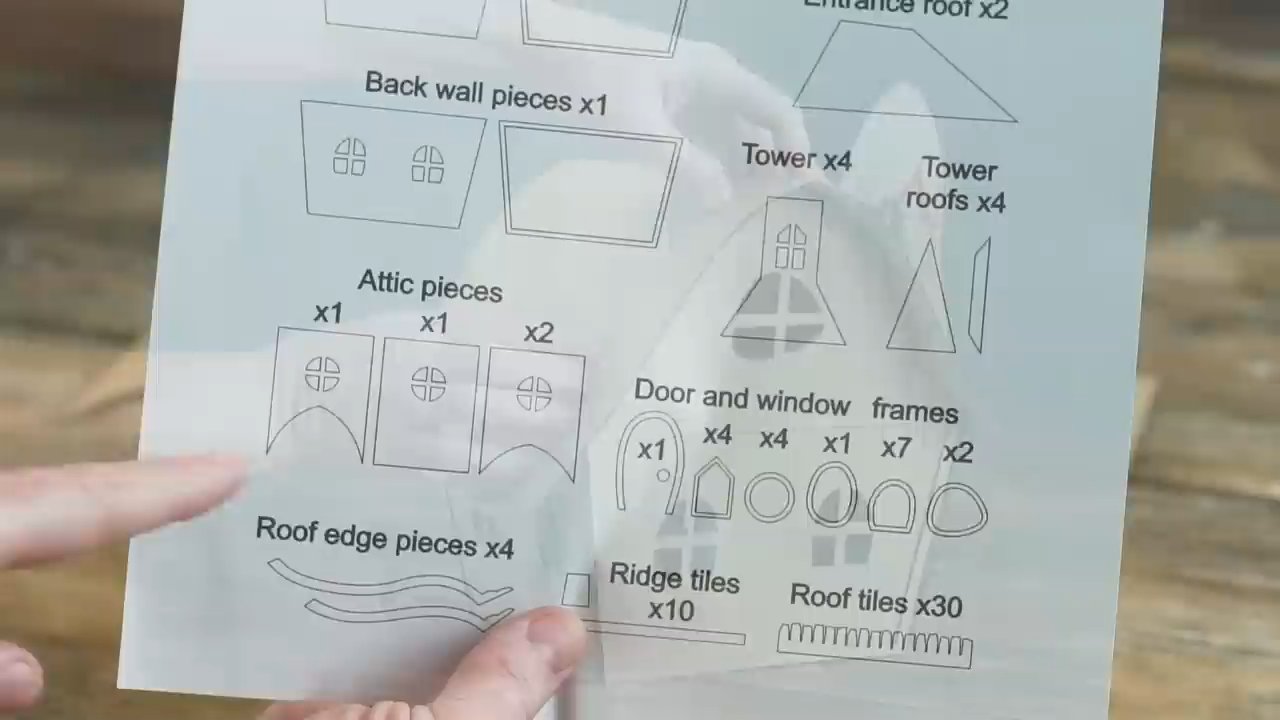 Entrance roof x2
Back wall pieces x1
Tower x4
Tower
roofs x4
Attic pieces
x1
x1
x2
Door and window frames
x1
x4
x4
x1
x7
x2
Roof edge pieces x4
Ridge tiles
x10
Roof tiles x30